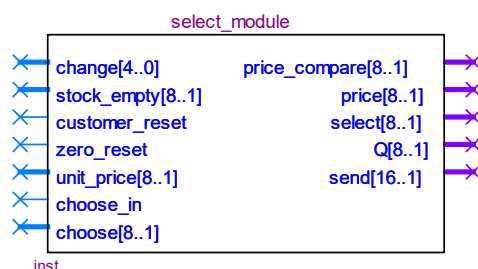 select_module
change[4..0] price_compare[8..1]
stock_empty[8..1] price[8..1]
customer_reset select[8..1]
zero_reset Q[8..1]
unit_price[8..1] send[16..1]
choose_in
choose[8..1]
inst